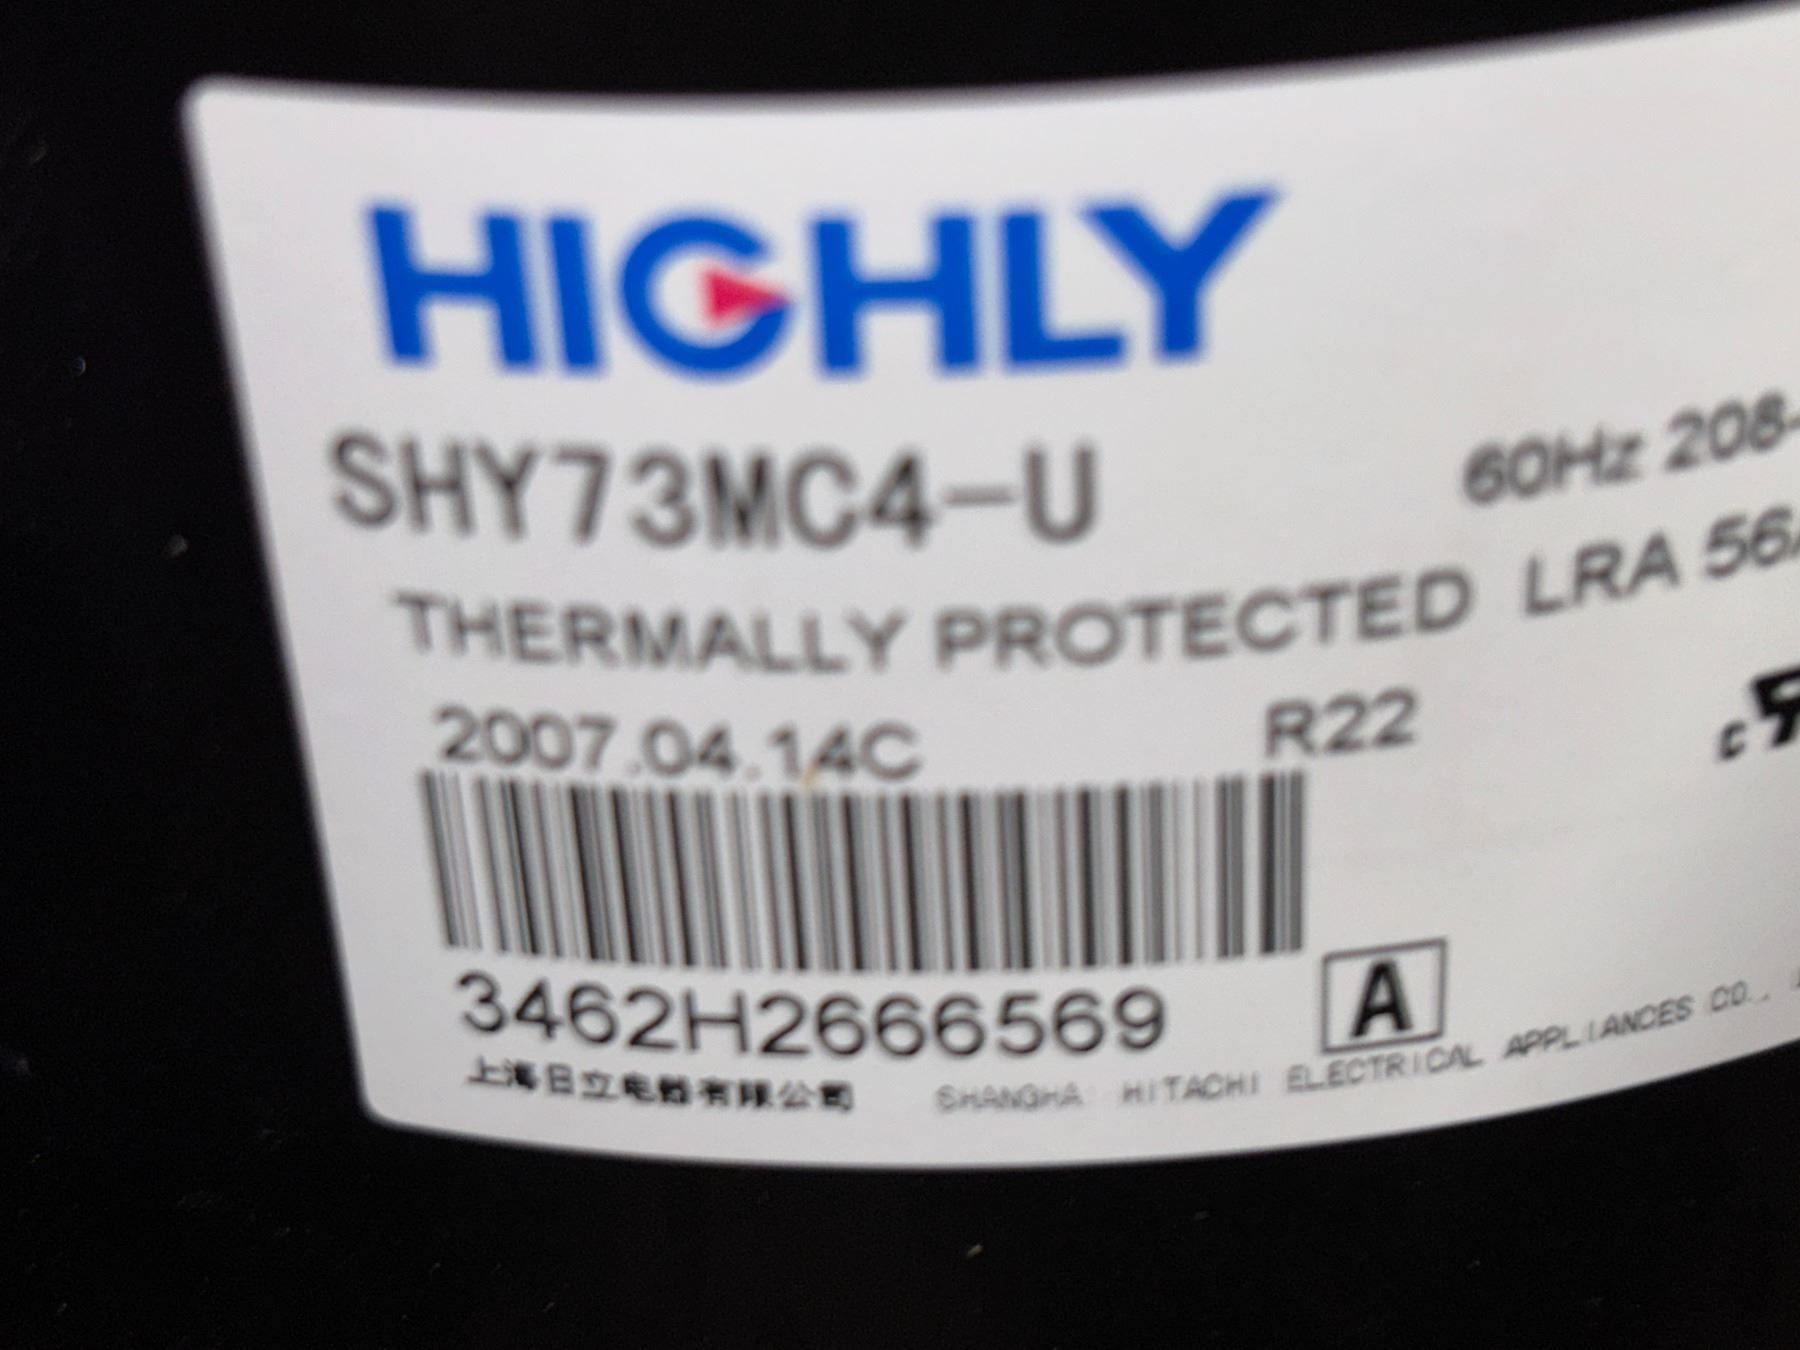 HIGHLY
SHY73MC4-U
60Hz 208-
THERMALLY PROTECTED LRA 56A
2007.04.14C
R22
3462H2666569
A
上海日立电器有限公司 SHANGHAI HITACHI ELECTRICAL APPLIANCES CO.,